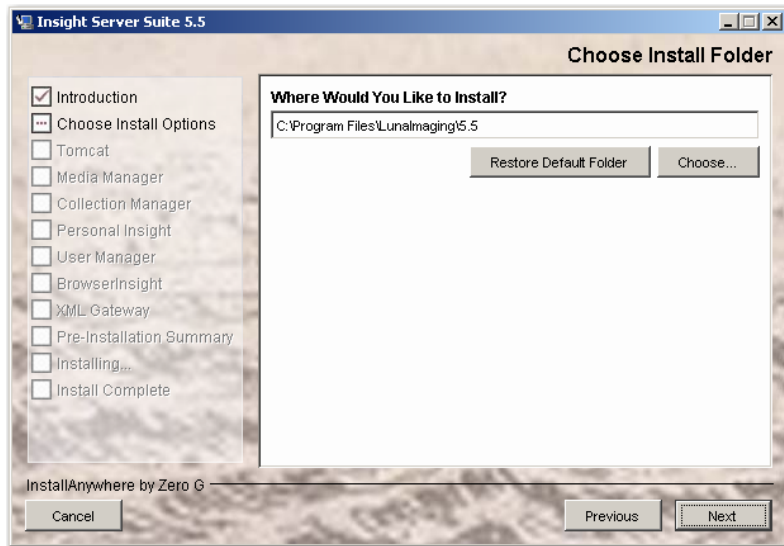 Insight Server Suite 5.5
Choose Install Folder
Introduction
Choose Install Options
Tomcat
Media Manager
Collection Manager
Personal Insight
User Manager
BrowserInsight
XML Gateway
Pre-Installation Summary
Installing...
Install Complete
Where Would You Like to Install?
C:\Program Files\LunaImaging\5.5
Restore Default Folder
Choose...
InstallAnywhere by Zero G
Cancel
Previous
Next